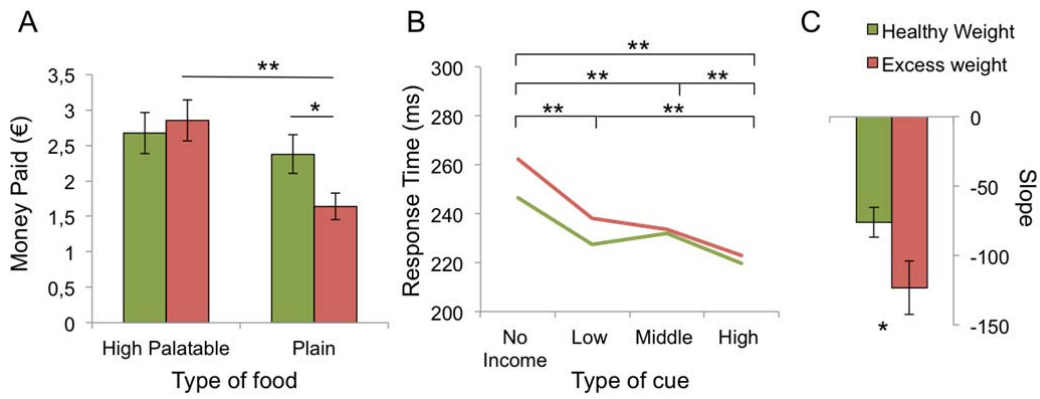 A
B
C
Healthy Weight
Excess weight
Money Paid (€)
3,5
3
2,5
2
1,5
1
0,5
0
**
*
High Palatable
Plain
Type of food
Response Time (ms)
300
280
260
240
220
200
**
**
**
**
**
No
Income
Low
Middle
High
Type of cue
0
-50
-100
-150
Slope
*